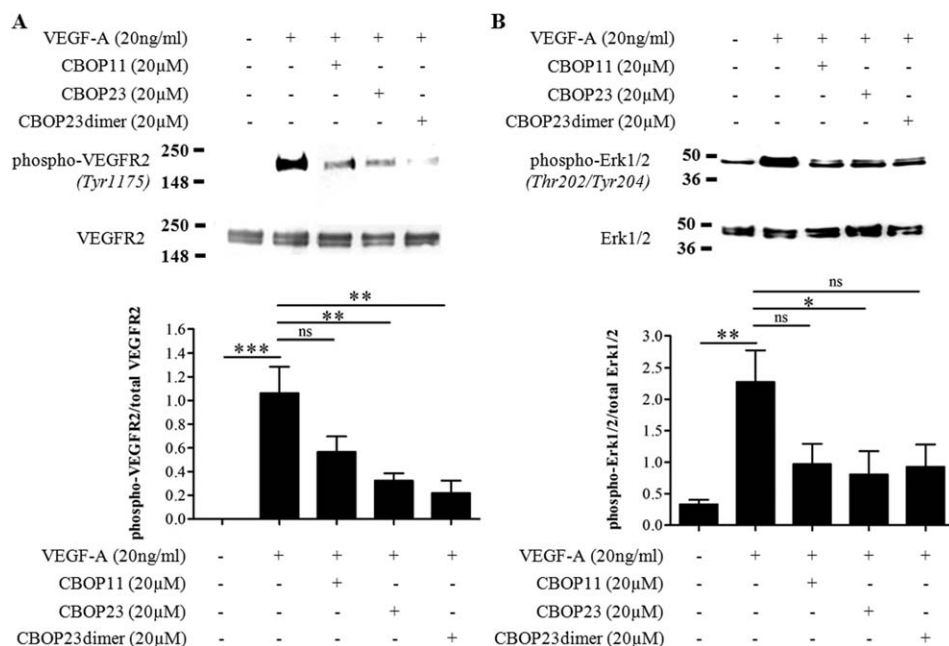 A
VEGF-A (20ng/ml) - + + + +
CBOP11 (20µM) - - + - -
CBOP23 (20µM) - - - + -
CBOP23dimer (20µM) - - - - +
phospho-VEGFR2 250
(Tyr1175) 148
VEGFR2 250
148
**
**
ns
***
phospho-VEGFR2/total VEGFR2
1.6
1.4
1.2
1.0
0.8
0.6
0.4
0.2
0.0
VEGF-A (20ng/ml) - + + + +
CBOP11 (20µM) - - + - -
CBOP23 (20µM) - - - + -
CBOP23dimer (20µM) - - - - +
B
VEGF-A (20ng/ml) - + + + +
CBOP11 (20µM) - - + - -
CBOP23 (20µM) - - - + -
CBOP23dimer (20µM) - - - - +
phospho-Erk1/2 50
(Thr202/Tyr204) 36
Erk1/2 50
36
ns
*
ns
**
phospho-Erk1/2/total Erk1/2
3.0
2.5
2.0
1.5
1.0
0.5
0.0
VEGF-A (20ng/ml) - + + + +
CBOP11 (20µM) - - + - -
CBOP23 (20µM) - - - + -
CBOP23dimer (20µM) - - - - +